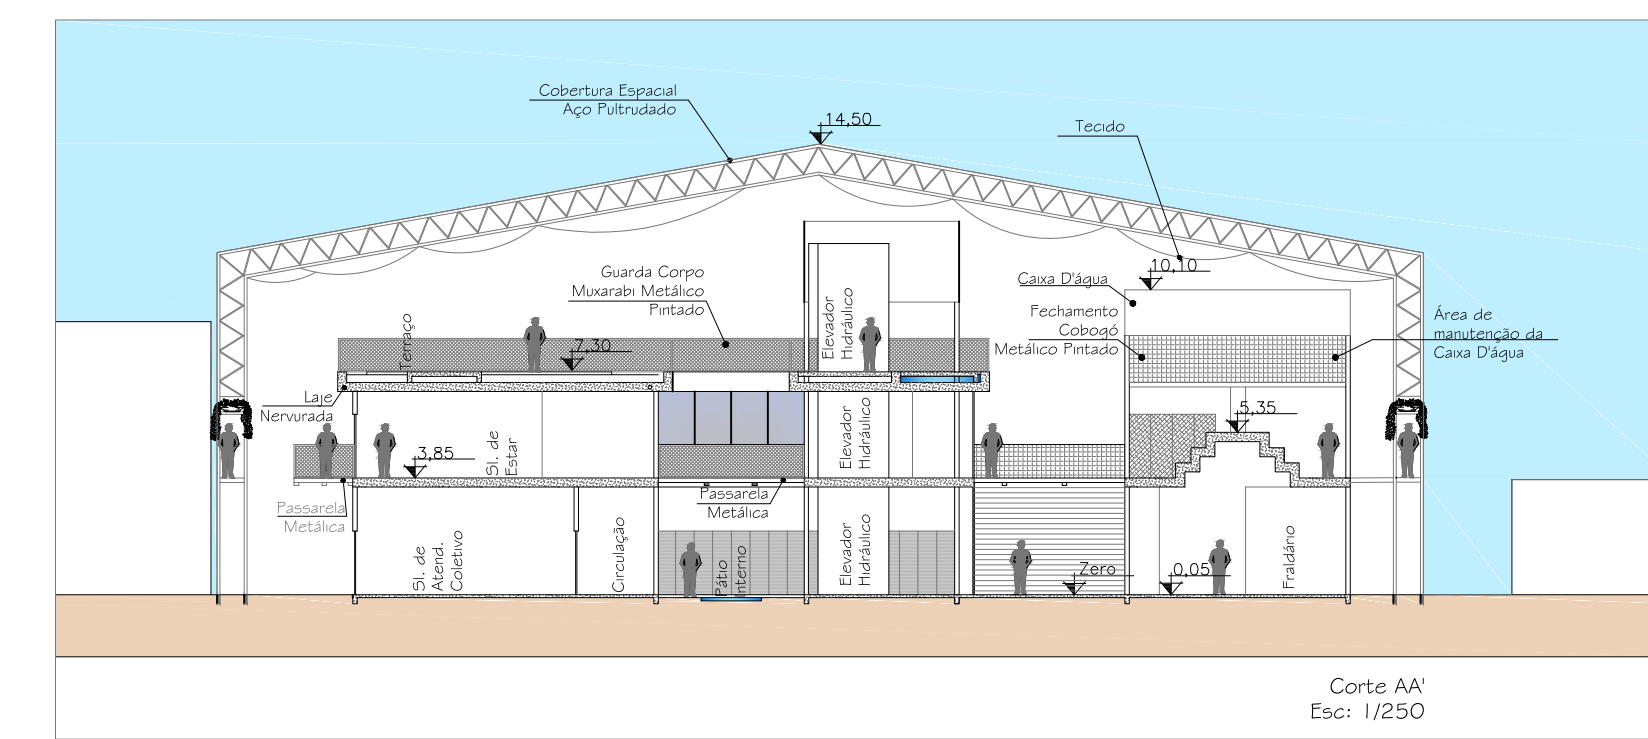 Cobertura Espacial
Aço Pultrudado
14,50
Tecido
10,10
Caixa D'água
Guarda Corpo
Muxarabi Metálico
Pintado
Fechamento
Cobogó
Metálico Pintado
Área de
manutenção da
Caixa D'água
Elevador
Hidráulico
Terraço
7,30
Laje
Nervurada
5,35
3,85
Sl. de
Estar
Elevador
Hidráulico
Passarela
Metálica
Passarela
Metálica
Sl. de
Atend.
Coletivo
Circulação
Pátio
Interno
Elevador
Hidráulico
Zero
0,05
Fraldário
Corte AA'
Esc: 1/250